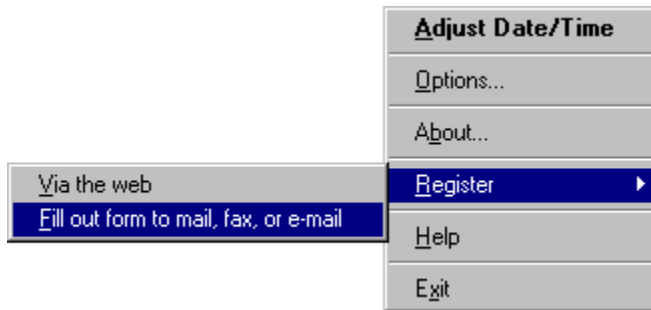 Adjust Date/Time
Options...
About...
Register
Via the web
Fill out form to mail, fax, or e-mail
Help
Exit